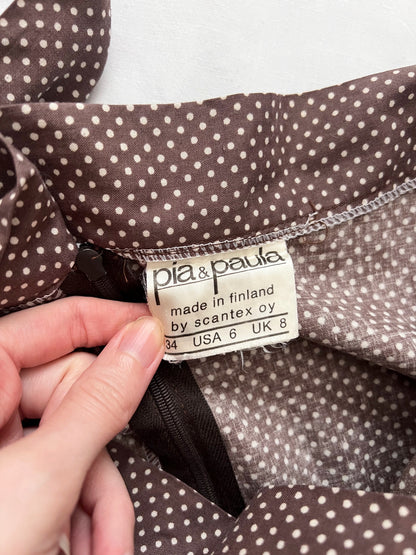 pia & paula
made in finland
by scantex oy
34 USA 6 UK 8